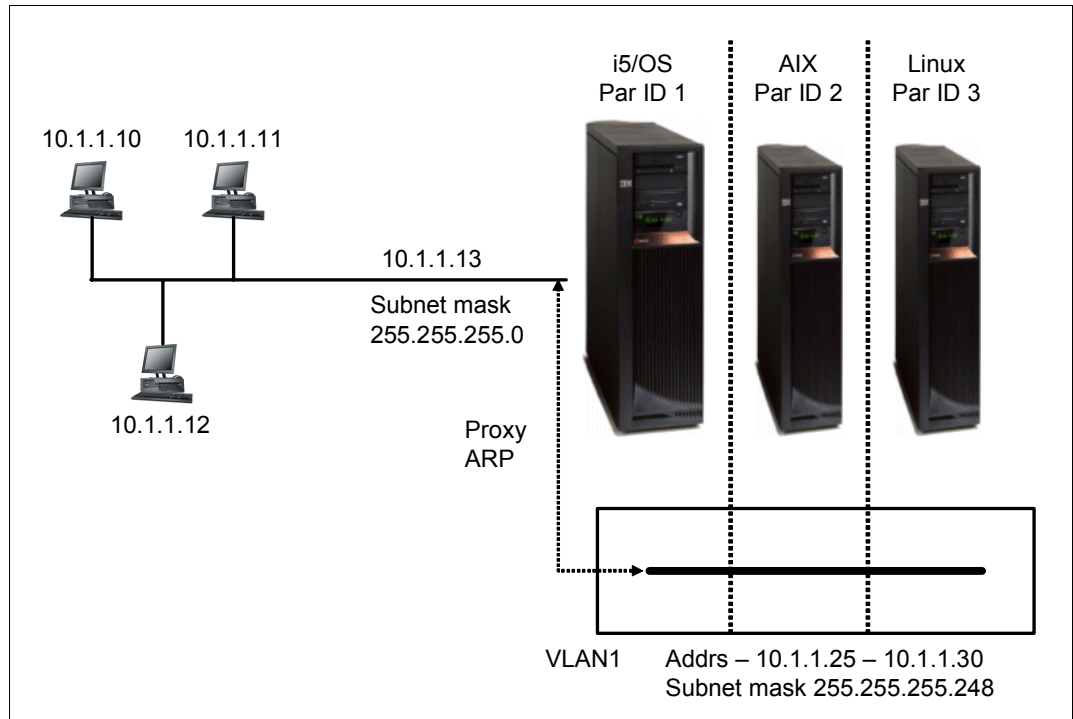 i5/OS
Par ID 1
AIX
Par ID 2
Linux
Par ID 3
10.1.1.10
10.1.1.11
10.1.1.13
Subnet mask
255.255.255.0
10.1.1.12
Proxy
ARP
VLAN1
Addrs – 10.1.1.25 – 10.1.1.30
Subnet mask 255.255.255.248